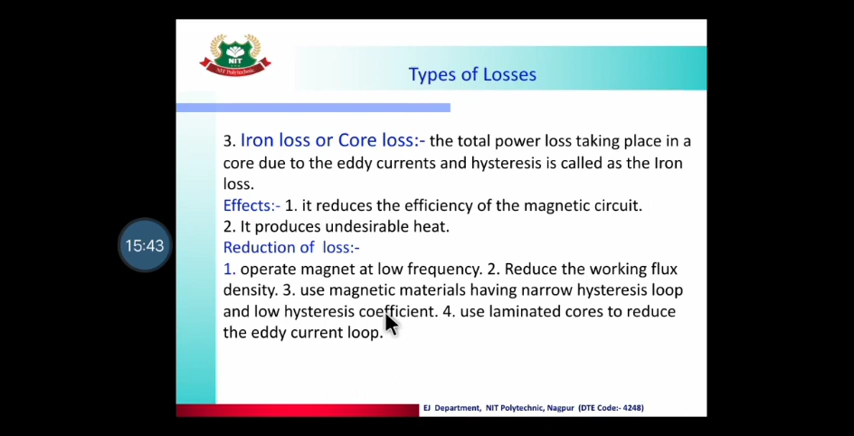 NIT
NIT Polytechnic
Types of Losses
3. Iron loss or Core loss:- the total power loss taking place in a
core due to the eddy currents and hysteresis is called as the Iron
loss.
Effects:- 1. it reduces the efficiency of the magnetic circuit.
2. It produces undesirable heat.
15:43
Reduction of loss:-
1. operate magnet at low frequency. 2. Reduce the working flux
density. 3. use magnetic materials having narrow hysteresis loop
and low hysteresis coefficient. 4. use laminated cores to reduce
the eddy current loop.
EJ Department, NIT Polytechnic, Nagpur (DTE Code:- 4248)